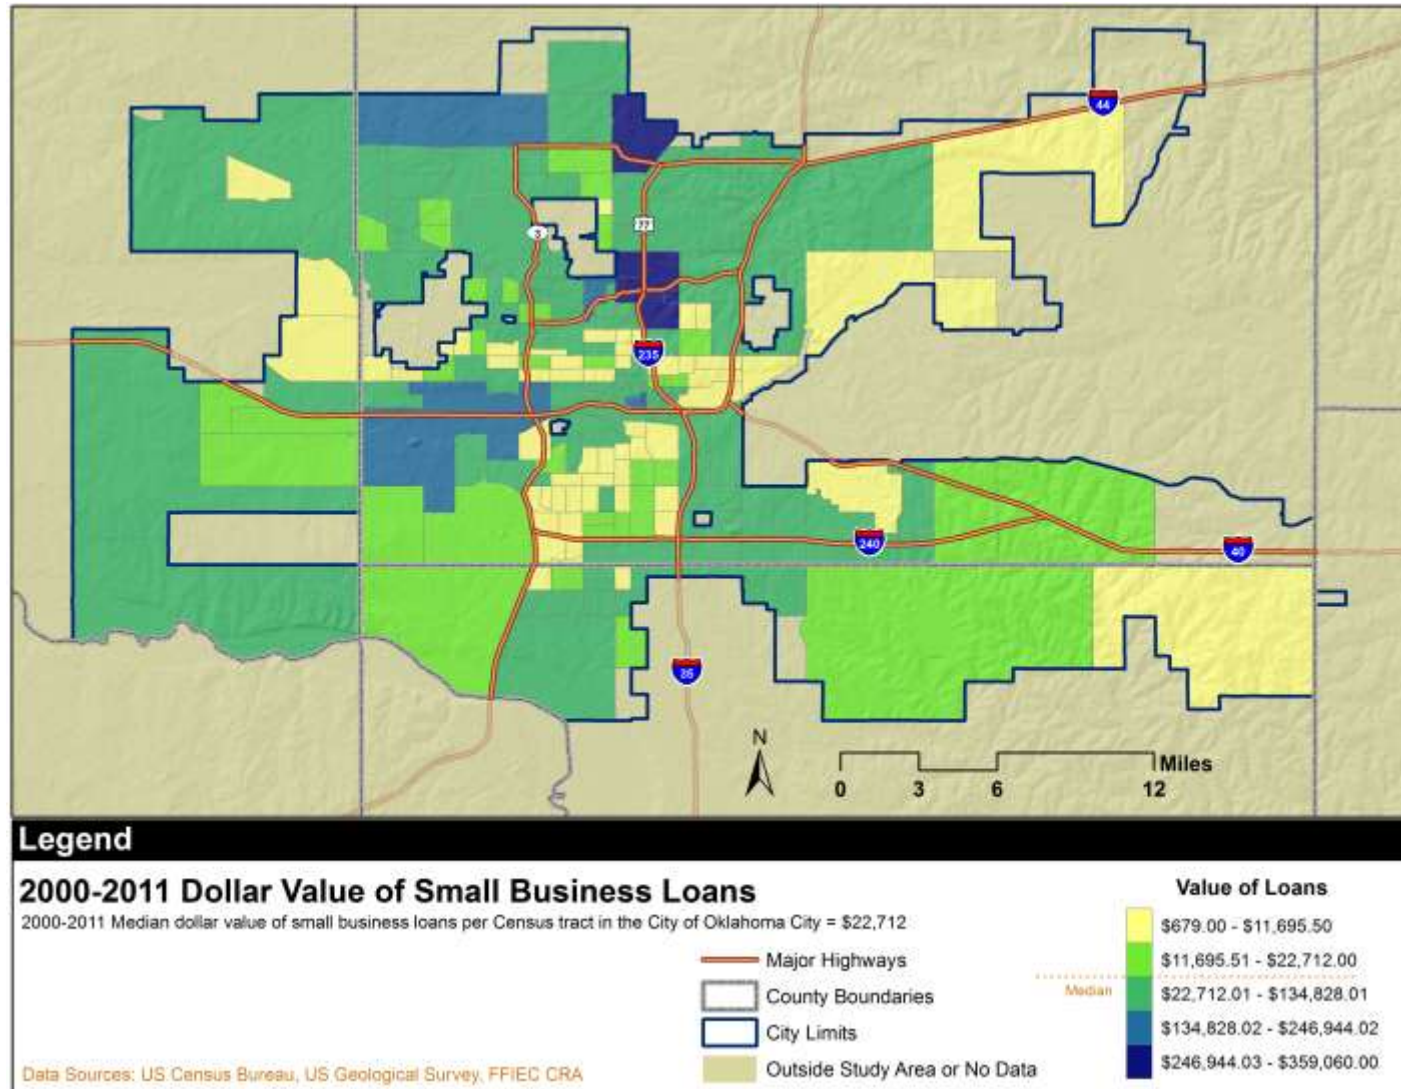 44
3
77
235
240
40
35
N
Miles
0 3 6 12
Legend
2000-2011 Dollar Value of Small Business Loans
2000-2011 Median dollar value of small business loans per Census tract in the City of Oklahoma City = $22,712
Major Highways
County Boundaries
City Limits
Outside Study Area or No Data
Value of Loans
$679.00 - $11,695.50
$11,695.51 - $22,712.00
Median
$22,712.01 - $134,828.01
$134,828.02 - $246,944.02
$246,944.03 - $359,060.00
Data Sources: US Census Bureau, US Geological Survey, FFIEC CRA